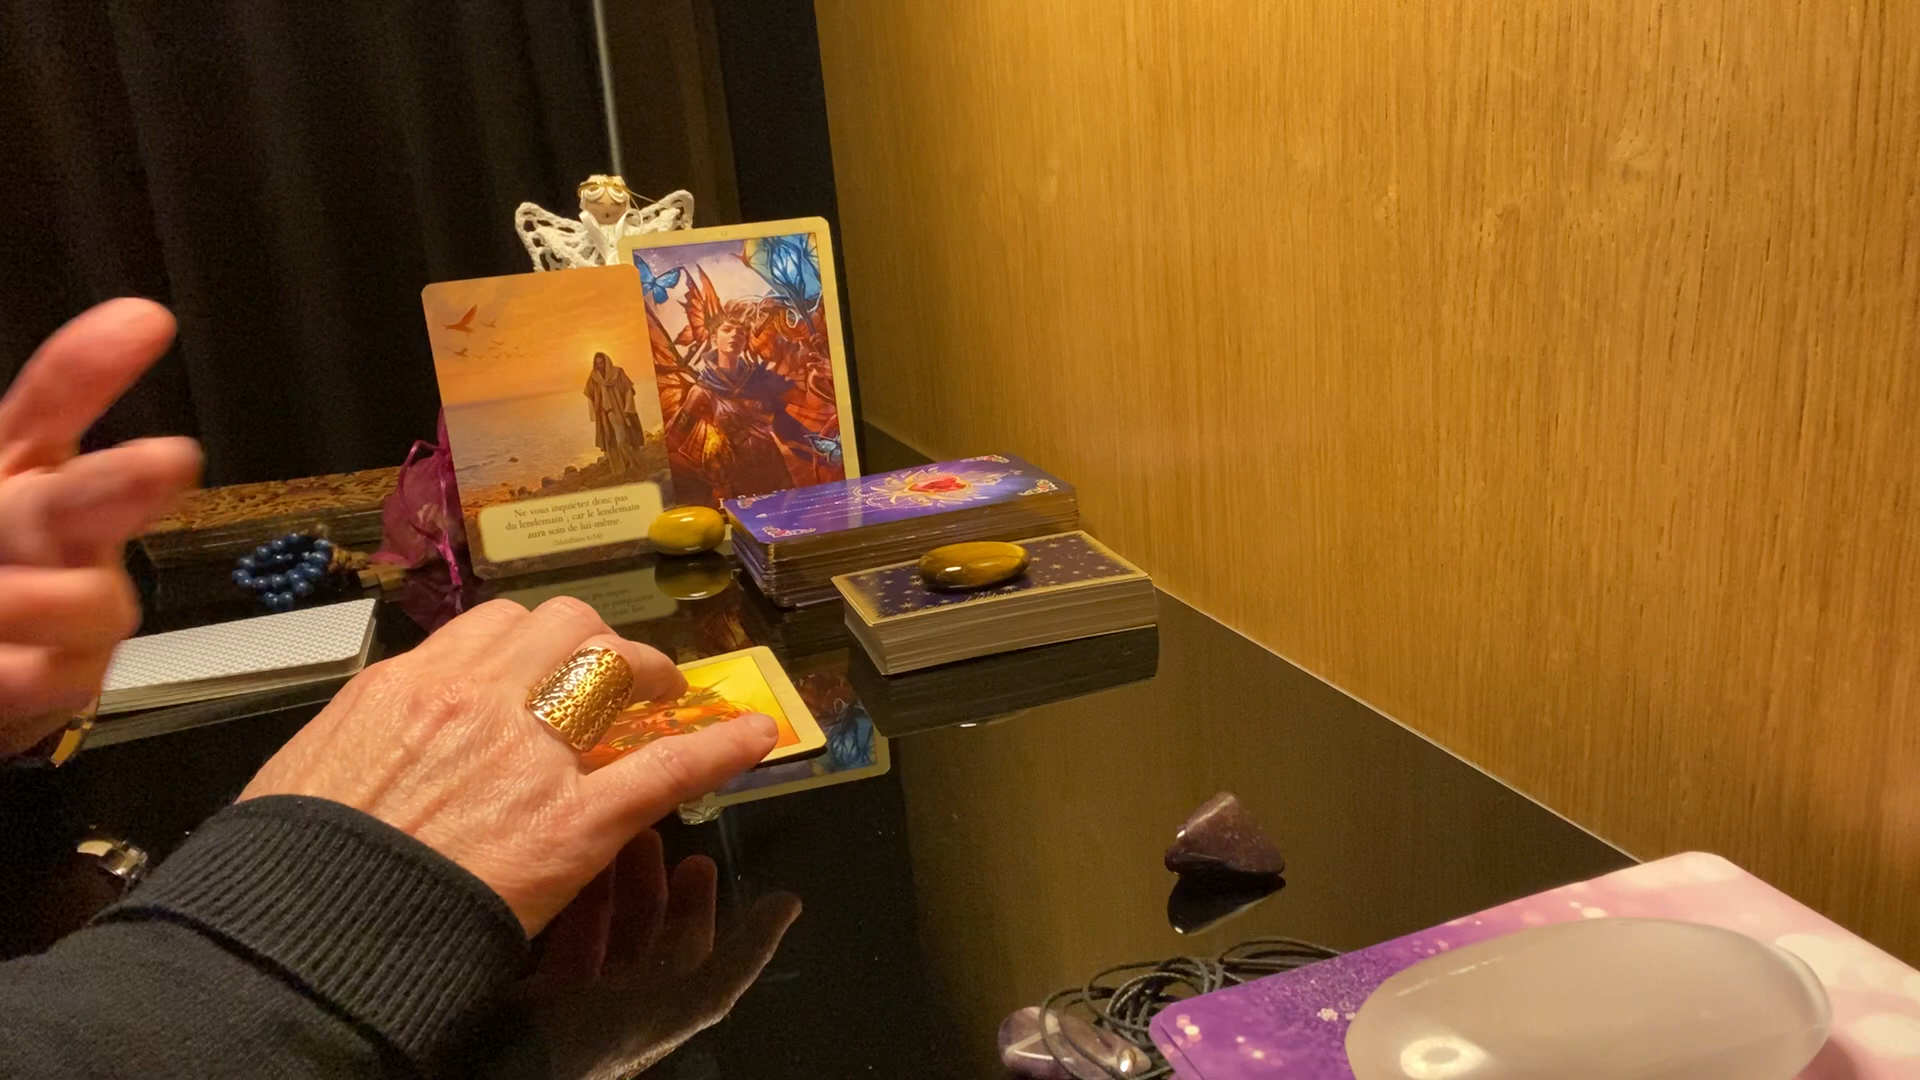 Ne vous inquiétez donc pas
du lendemain ; car le lendemain
aura soin de lui-même.
(Matthieu 6:34)